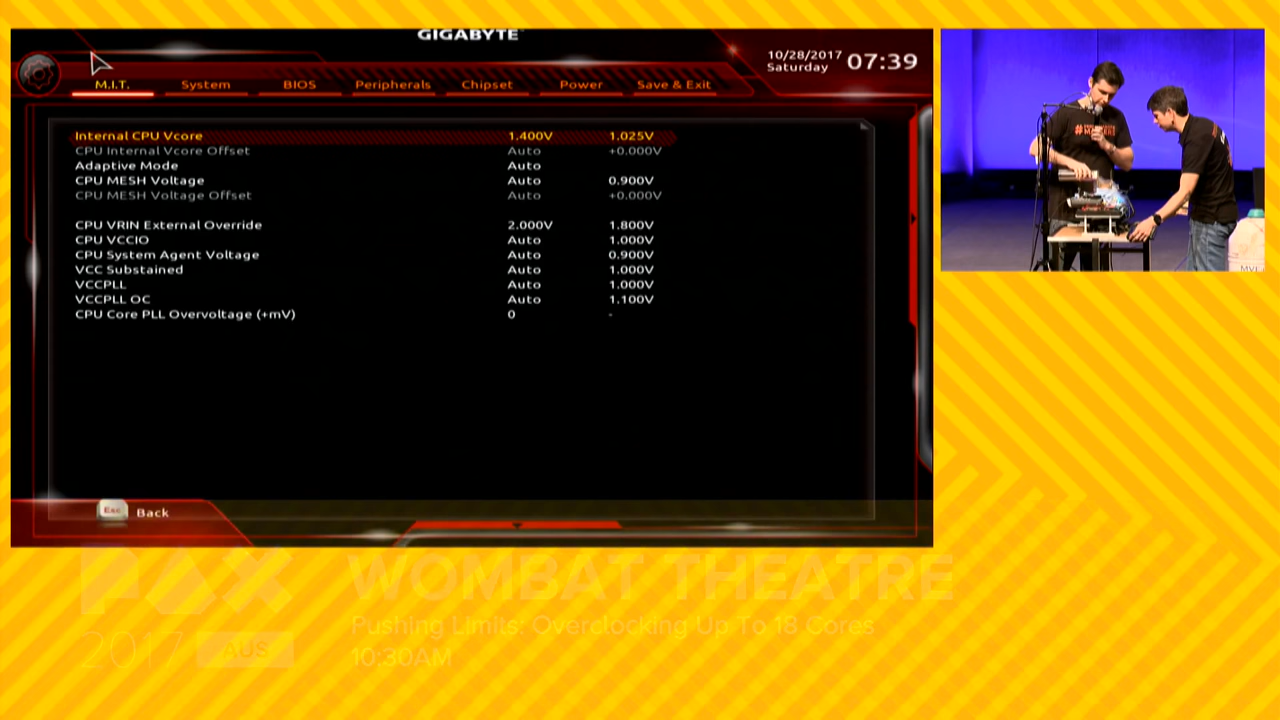 GIGABYTE
10/28/2017 07:39
Saturday
M.I.T. System BIOS Peripherals Chipset Power Save & Exit
Internal CPU Vcore 1.400V 1.025V
CPU Internal Vcore Offset Auto +0.000V
Adaptive Mode Auto
CPU MESH Voltage Auto 0.900V
CPU MESH Voltage Offset Auto +0.000V
CPU VRIN External Override 2.000V 1.800V
CPU VCCIO Auto 1.000V
CPU System Agent Voltage Auto 0.900V
VCC Substained Auto 1.000V
VCCPLL Auto 1.000V
VCCPLL OC Auto 1.100V
CPU Core PLL Overvoltage (+mV) 0 -
Esc Back
PAX
2017 AUS
WOMBAT THEATRE
Pushing Limits: Overclocking Up To 18 Cores
10:30AM